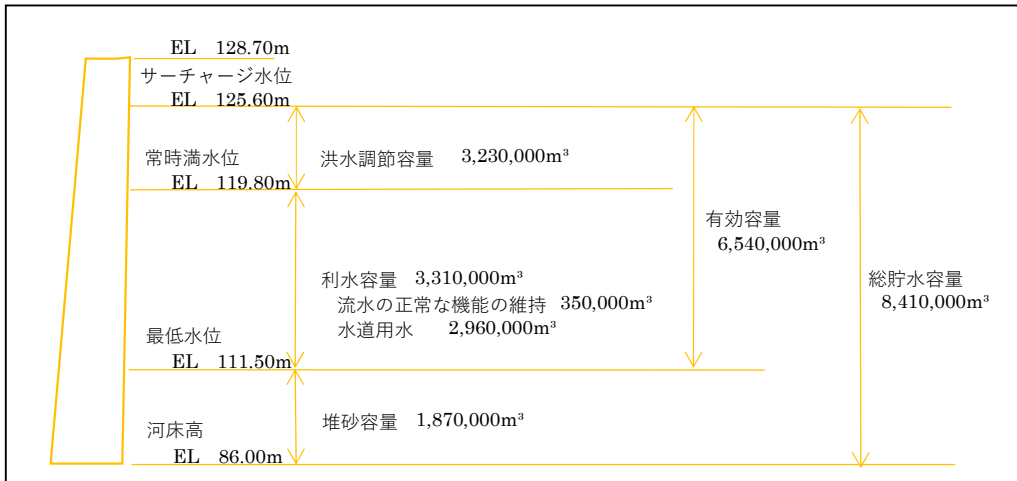 EL 128.70m
サーチャージ水位
EL 125.60m
常時満水位
EL 119.80m
洪水調節容量 3,230,000m³
有効容量
6,540,000m³
総貯水容量
8,410,000m³
利水容量 3,310,000m³
流水の正常な機能の維持 350,000m³
水道用水 2,960,000m³
最低水位
EL 111.50m
堆砂容量 1,870,000m³
河床高
EL 86.00m